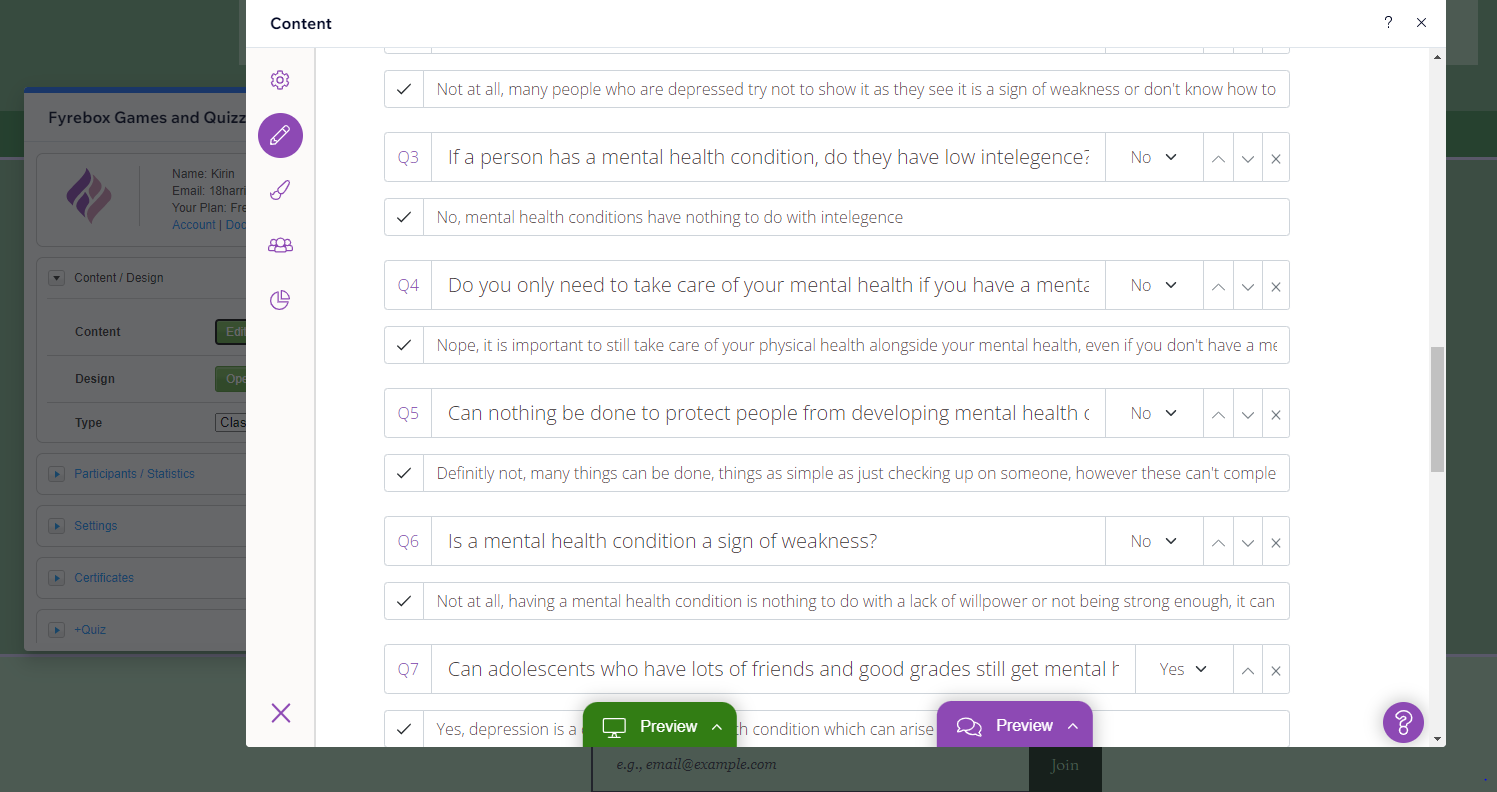 Content
?
Fyrebox Games and Quizz
Name: Kirin
Email: 18harri
Your Plan: Fre
Account | Doc
Content / Design
Content
Edi
Design
Ope
Type
Clas
Participants / Statistics
Settings
Certificates
+Quiz
Not at all, many people who are depressed try not to show it as they see it is a sign of weakness or don't know how to
Q3 If a person has a mental health condition, do they have low intelegence? No
No, mental health conditions have nothing to do with intelegence
Q4 Do you only need to take care of your mental health if you have a menta No
Nope, it is important to still take care of your physical health alongside your mental health, even if you don't have a me
Q5 Can nothing be done to protect people from developing mental health c No
Definitly not, many things can be done, things as simple as just checking up on someone, however these can't comple
Q6 Is a mental health condition a sign of weakness? No
Not at all, having a mental health condition is nothing to do with a lack of willpower or not being strong enough, it can
Q7 Can adolescents who have lots of friends and good grades still get mental h Yes
Yes, depression is a
h condition which can arise
Preview
Preview
?
e.g., email@example.com
Join